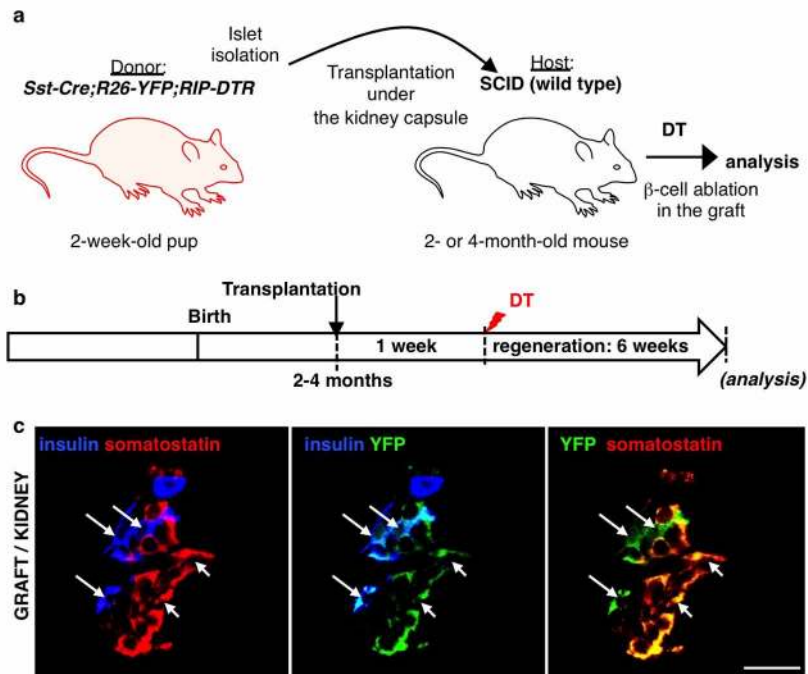 a
Islet
isolation
Donor:
Sst-Cre;R26-YFP;RIP-DTR
Transplantation
under
the kidney capsule
Host:
SCID (wild type)
DT
analysis
β-cell ablation
in the graft
2-week-old pup
2- or 4-month-old mouse
b
Transplantation
Birth
DT
1 week
regeneration: 6 weeks
2-4 months
(analysis)
c
GRAFT / KIDNEY
insulin somatostatin
insulin YFP
YFP somatostatin